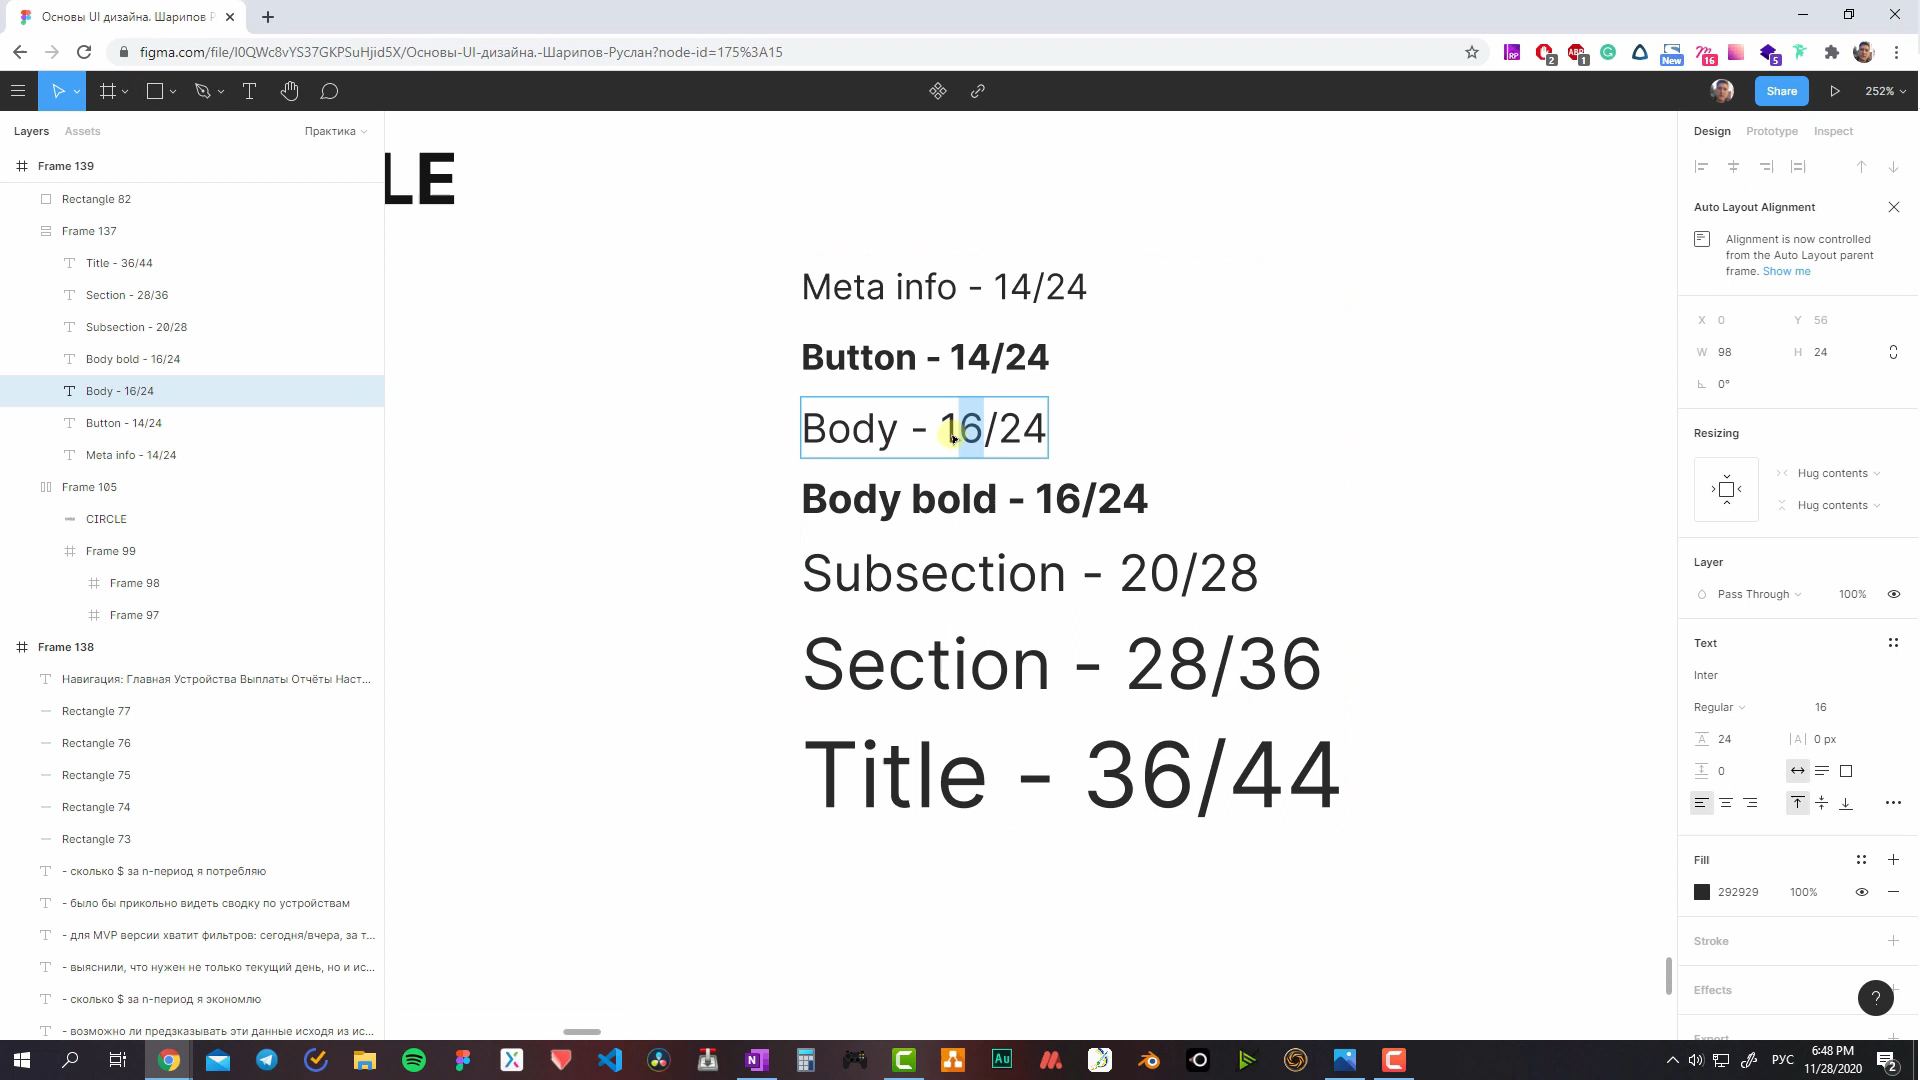 Основы UI дизайна. Шарипов Р
figma.com/file/I0QWc8vYS37GKPSuHjid5X/Основы-UI-дизайна.-Шарипов-Руслан?node-id=175%3A15
2
1
New
16
5
Share
252%
Layers
Assets
Практика
Frame 139
Rectangle 82
Frame 137
Title - 36/44
Section - 28/36
Subsection - 20/28
Body bold - 16/24
Body - 16/24
Button - 14/24
Meta info - 14/24
Frame 105
CIRCLE
Frame 99
Frame 98
Frame 97
Frame 138
Навигация: Главная Устройства Выплаты Отчёты Наст...
Rectangle 77
Rectangle 76
Rectangle 75
Rectangle 74
Rectangle 73
- сколько $ за n-период я потребляю
- было бы прикольно видеть сводку по устройствам
- для MVP версии хватит фильтров: сегодня/вчера, за т...
- выяснили, что нужен не только текущий день, но и ис...
- сколько $ за n-период я экономлю
- возможно ли предзказывать эти данные исходя из ис...
LE
Meta info - 14/24
Button - 14/24
Body - 16/24
Body bold - 16/24
Subsection - 20/28
Section - 28/36
Title - 36/44
Design
Prototype
Inspect
Auto Layout Alignment
Alignment is now controlled
from the Auto Layout parent
frame. Show me
X 0
Y 56
W 98
H 24
0°
Resizing
Hug contents
Hug contents
Layer
Pass Through
100%
Text
Inter
Regular
16
24
0 px
0
Fill
292929
100%
Stroke
Effects
Export
?
РУС
6:48 PM
11/28/2020
2